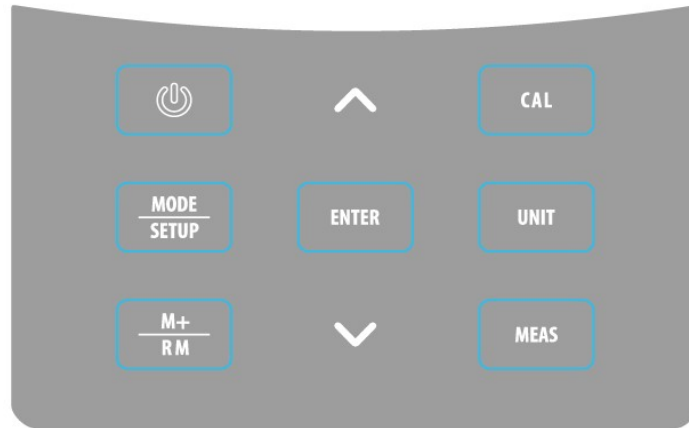 CAL
MODE
SETUP
ENTER
UNIT
M+
RM
MEAS